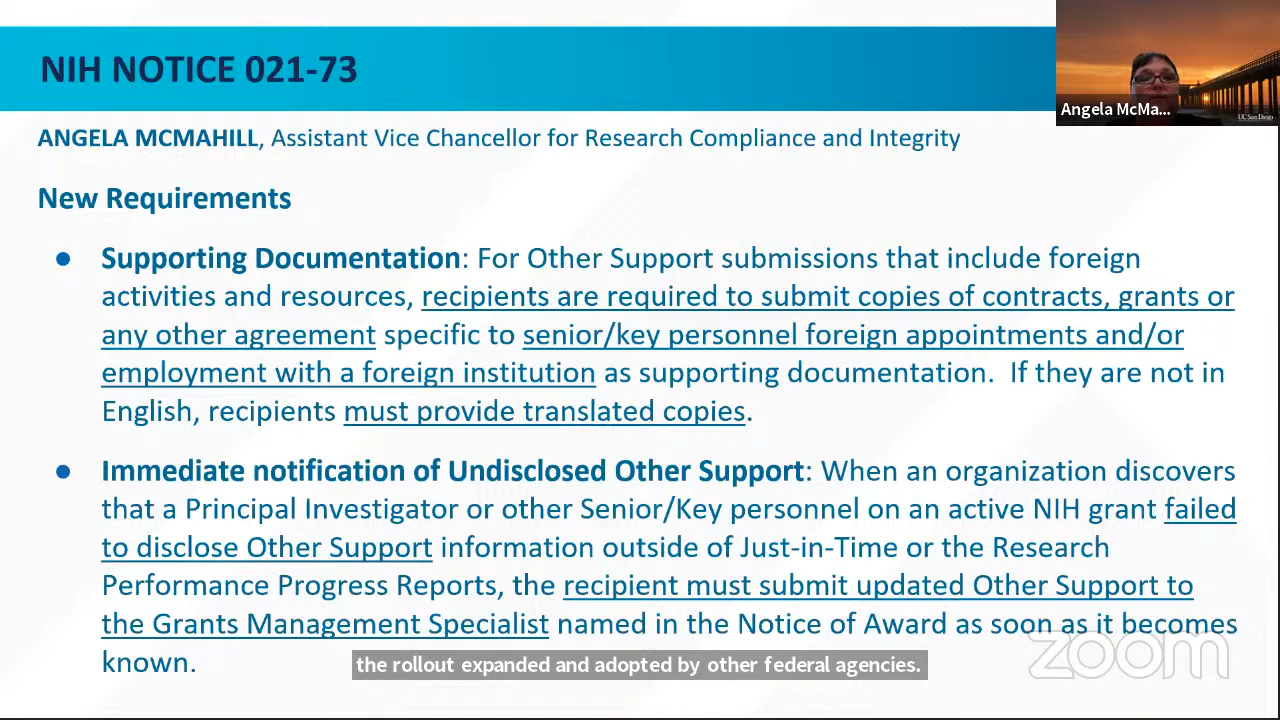 NIH NOTICE 021-73
Angela McMa...
UC San Diego
ANGELA MCMAHILL, Assistant Vice Chancellor for Research Compliance and Integrity
New Requirements
● Supporting Documentation: For Other Support submissions that include foreign
activities and resources, recipients are required to submit copies of contracts, grants or
any other agreement specific to senior/key personnel foreign appointments and/or
employment with a foreign institution as supporting documentation. If they are not in
English, recipients must provide translated copies.
● Immediate notification of Undisclosed Other Support: When an organization discovers
that a Principal Investigator or other Senior/Key personnel on an active NIH grant failed
to disclose Other Support information outside of Just-in-Time or the Research
Performance Progress Reports, the recipient must submit updated Other Support to
the Grants Management Specialist named in the Notice of Award as soon as it becomes
known.
the rollout expanded and adopted by other federal agencies.
zoom